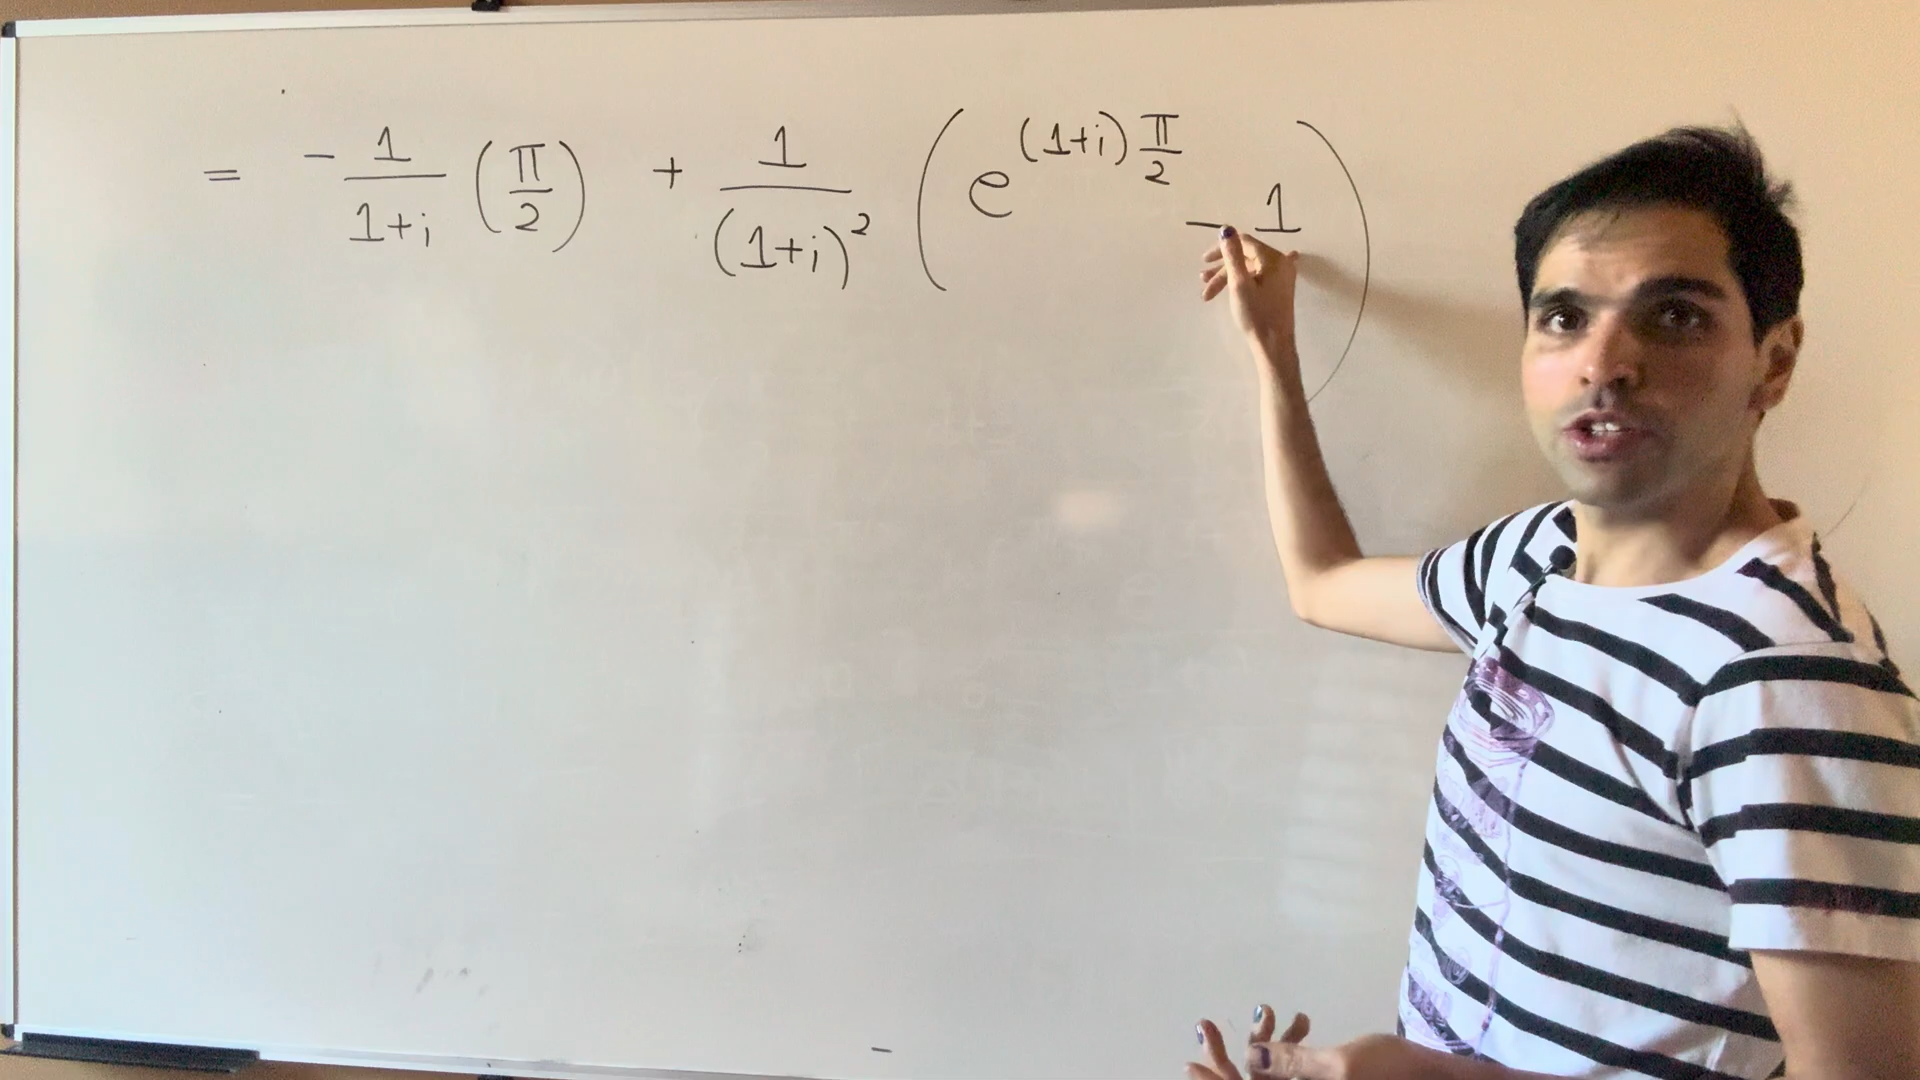 = - 1/(1+i) (π/2) + 1/(1+i)² ( e^((1+i) π/2) - 1 )